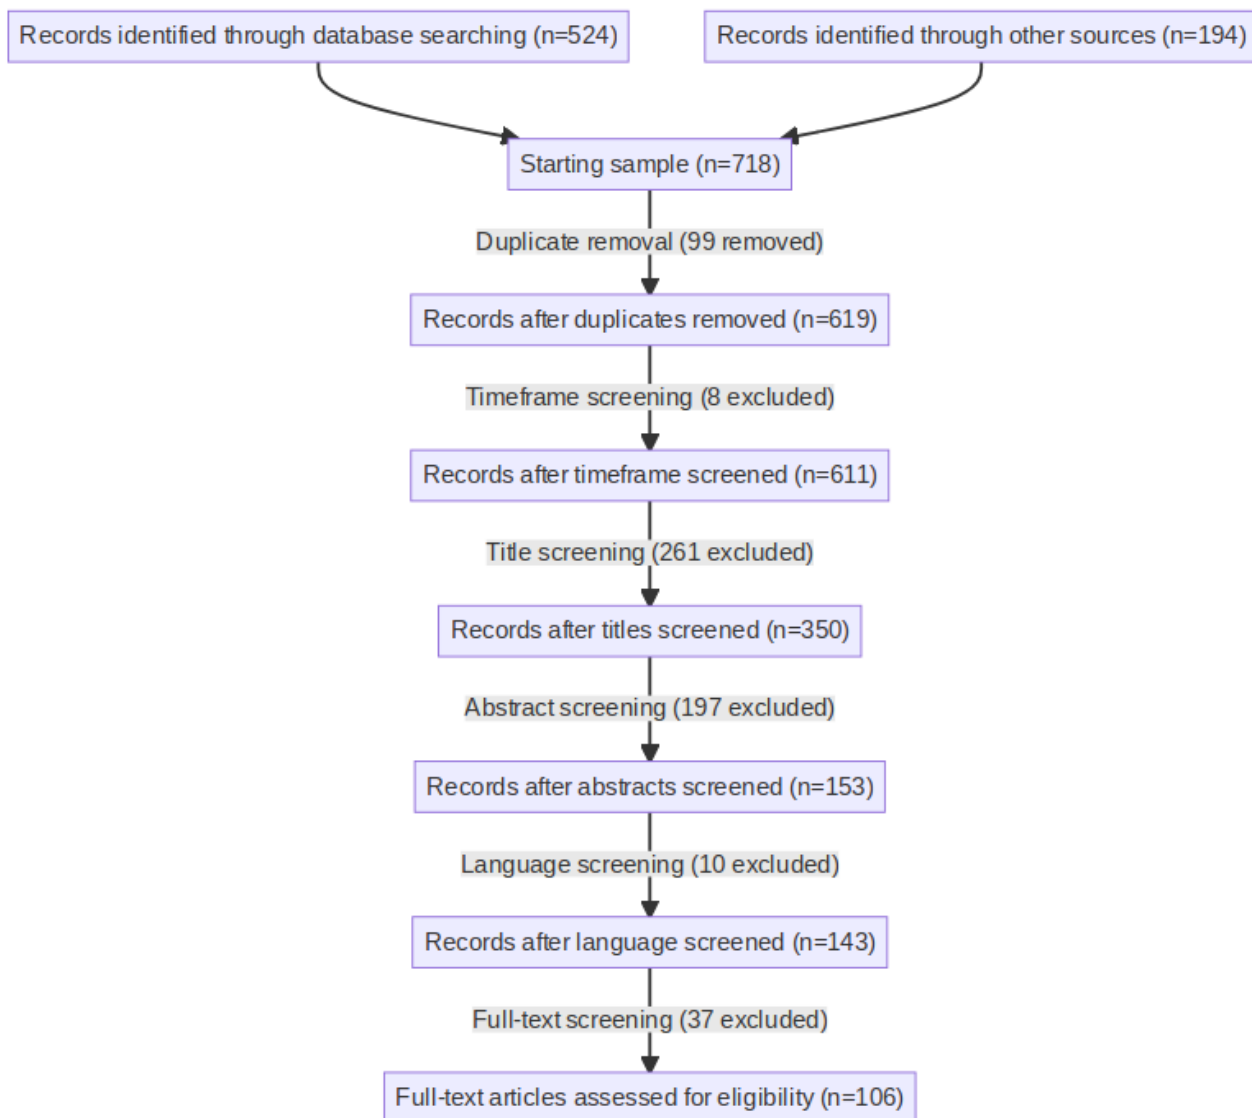 Records identified through database searching (n=524)
Records identified through other sources (n=194)
Starting sample (n=718)
Duplicate removal (99 removed)
Records after duplicates removed (n=619)
Timeframe screening (8 excluded)
Records after timeframe screened (n=611)
Title screening (261 excluded)
Records after titles screened (n=350)
Abstract screening (197 excluded)
Records after abstracts screened (n=153)
Language screening (10 excluded)
Records after language screened (n=143)
Full-text screening (37 excluded)
Full-text articles assessed for eligibility (n=106)